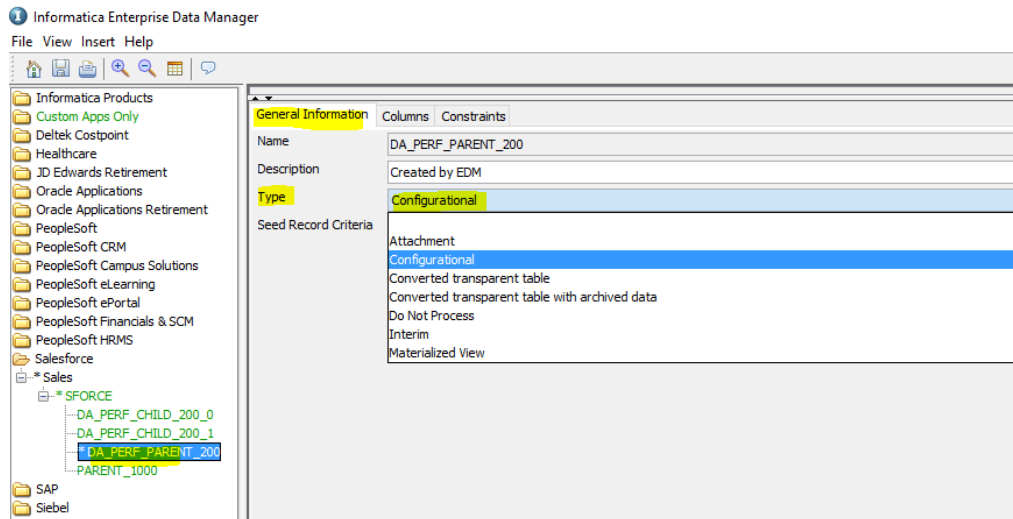 Informatica Enterprise Data Manager
File View Insert Help
Informatica Products
Custom Apps Only
Deltek Costpoint
Healthcare
JD Edwards Retirement
Oracle Applications
Oracle Applications Retirement
PeopleSoft
PeopleSoft CRM
PeopleSoft Campus Solutions
PeopleSoft eLearning
PeopleSoft ePortal
PeopleSoft Financials & SCM
PeopleSoft HRMS
Salesforce
* Sales
* SFORCE
DA_PERF_CHILD_200_0
DA_PERF_CHILD_200_1
* DA_PERF_PARENT_200
PARENT_1000
SAP
Siebel
General Information Columns Constraints
Name DA_PERF_PARENT_200
Description Created by EDM
Type Configurational
Seed Record Criteria
Attachment
Configurational
Converted transparent table
Converted transparent table with archived data
Do Not Process
Interim
Materialized View